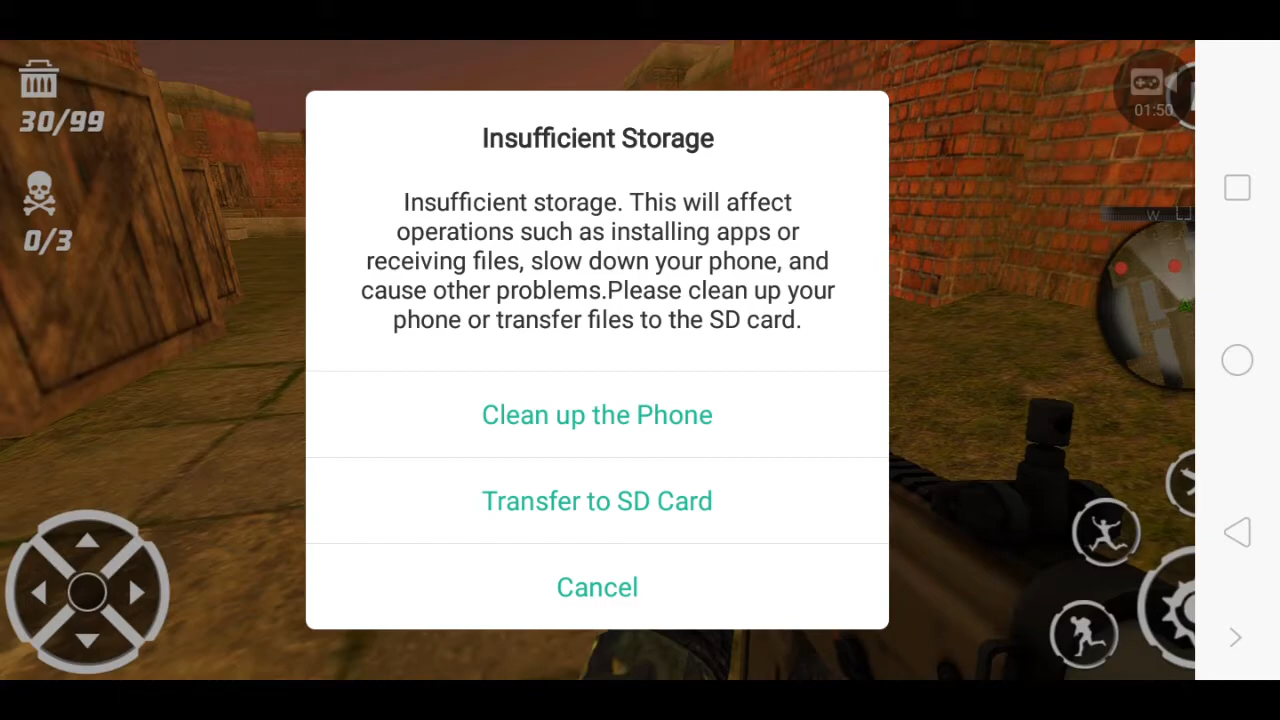 30/99
0/3
01:50
W
Insufficient Storage
Insufficient storage. This will affect
operations such as installing apps or
receiving files, slow down your phone, and
cause other problems.Please clean up your
phone or transfer files to the SD card.
Clean up the Phone
Transfer to SD Card
Cancel